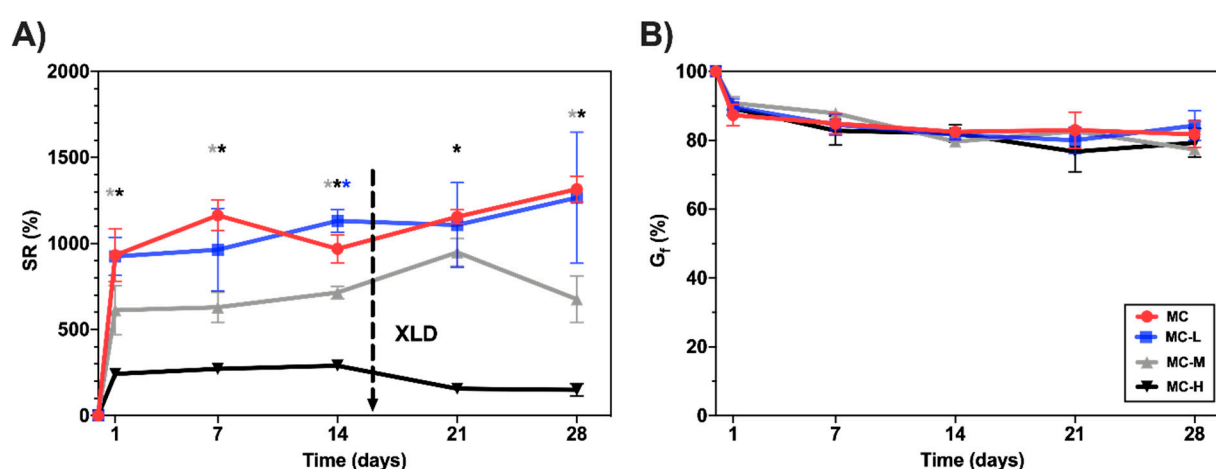 A)
2000
1500
1000
500
0
SR (%)
**
**
***
*
**
XLD
1 7 14 21 28
Time (days)
B)
100
80
60
40
20
0
Gf (%)
MC
MC-L
MC-M
MC-H
1 7 14 21 28
Time (days)